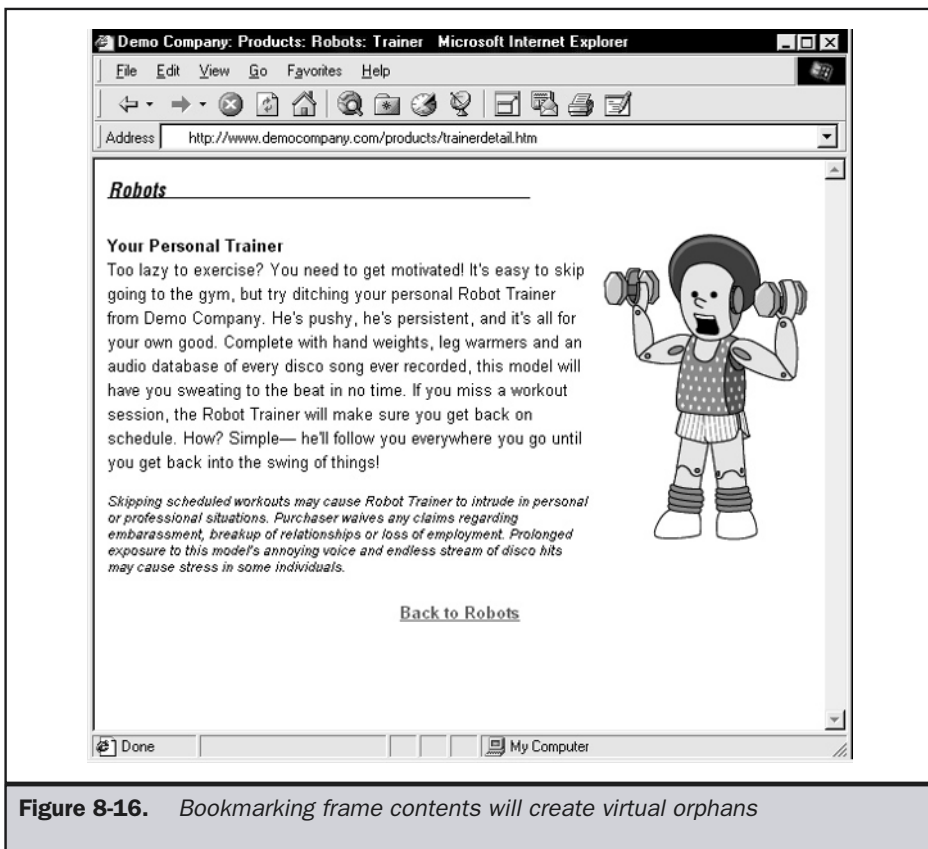 Demo Company: Products: Robots: Trainer Microsoft Internet Explorer
File Edit View Go Favorites Help
Address http://www.democompany.com/products/trainerdetail.htm
Robots
Your Personal Trainer
Too lazy to exercise? You need to get motivated! It's easy to skip
going to the gym, but try ditching your personal Robot Trainer
from Demo Company. He's pushy, he's persistent, and it's all for
your own good. Complete with hand weights, leg warmers and an
audio database of every disco song ever recorded, this model will
have you sweating to the beat in no time. If you miss a workout
session, the Robot Trainer will make sure you get back on
schedule. How? Simple— he'll follow you everywhere you go until
you get back into the swing of things!
Skipping scheduled workouts may cause Robot Trainer to intrude in personal
or professional situations. Purchaser waives any claims regarding
embarassment, breakup of relationships or loss of employment. Prolonged
exposure to this model's annoying voice and endless stream of disco hits
may cause stress in some individuals.
Back to Robots
Done My Computer
Figure 8-16. Bookmarking frame contents will create virtual orphans